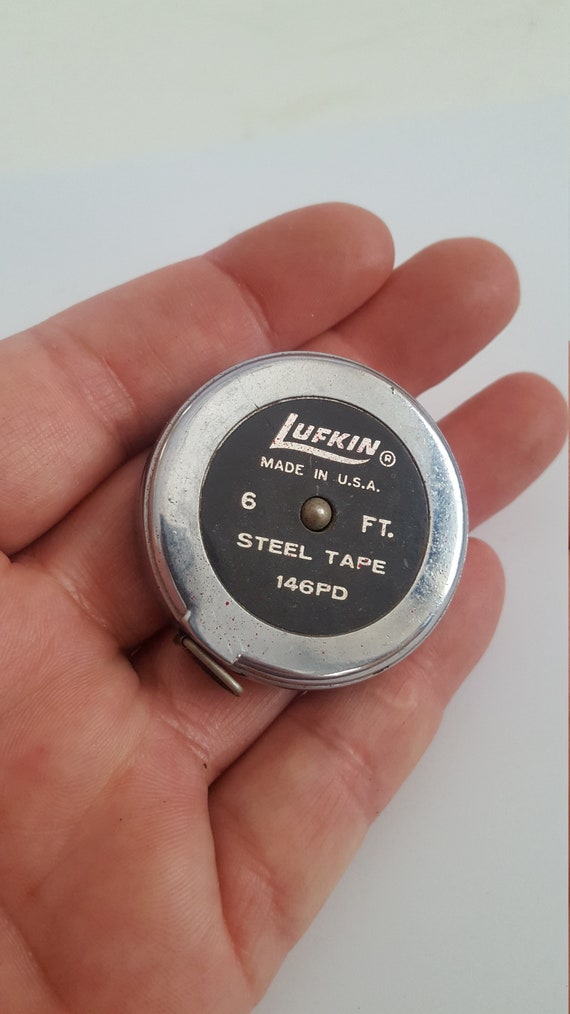 LUFKIN ®
MADE IN U.S.A.
6 FT.
STEEL TAPE
146PD